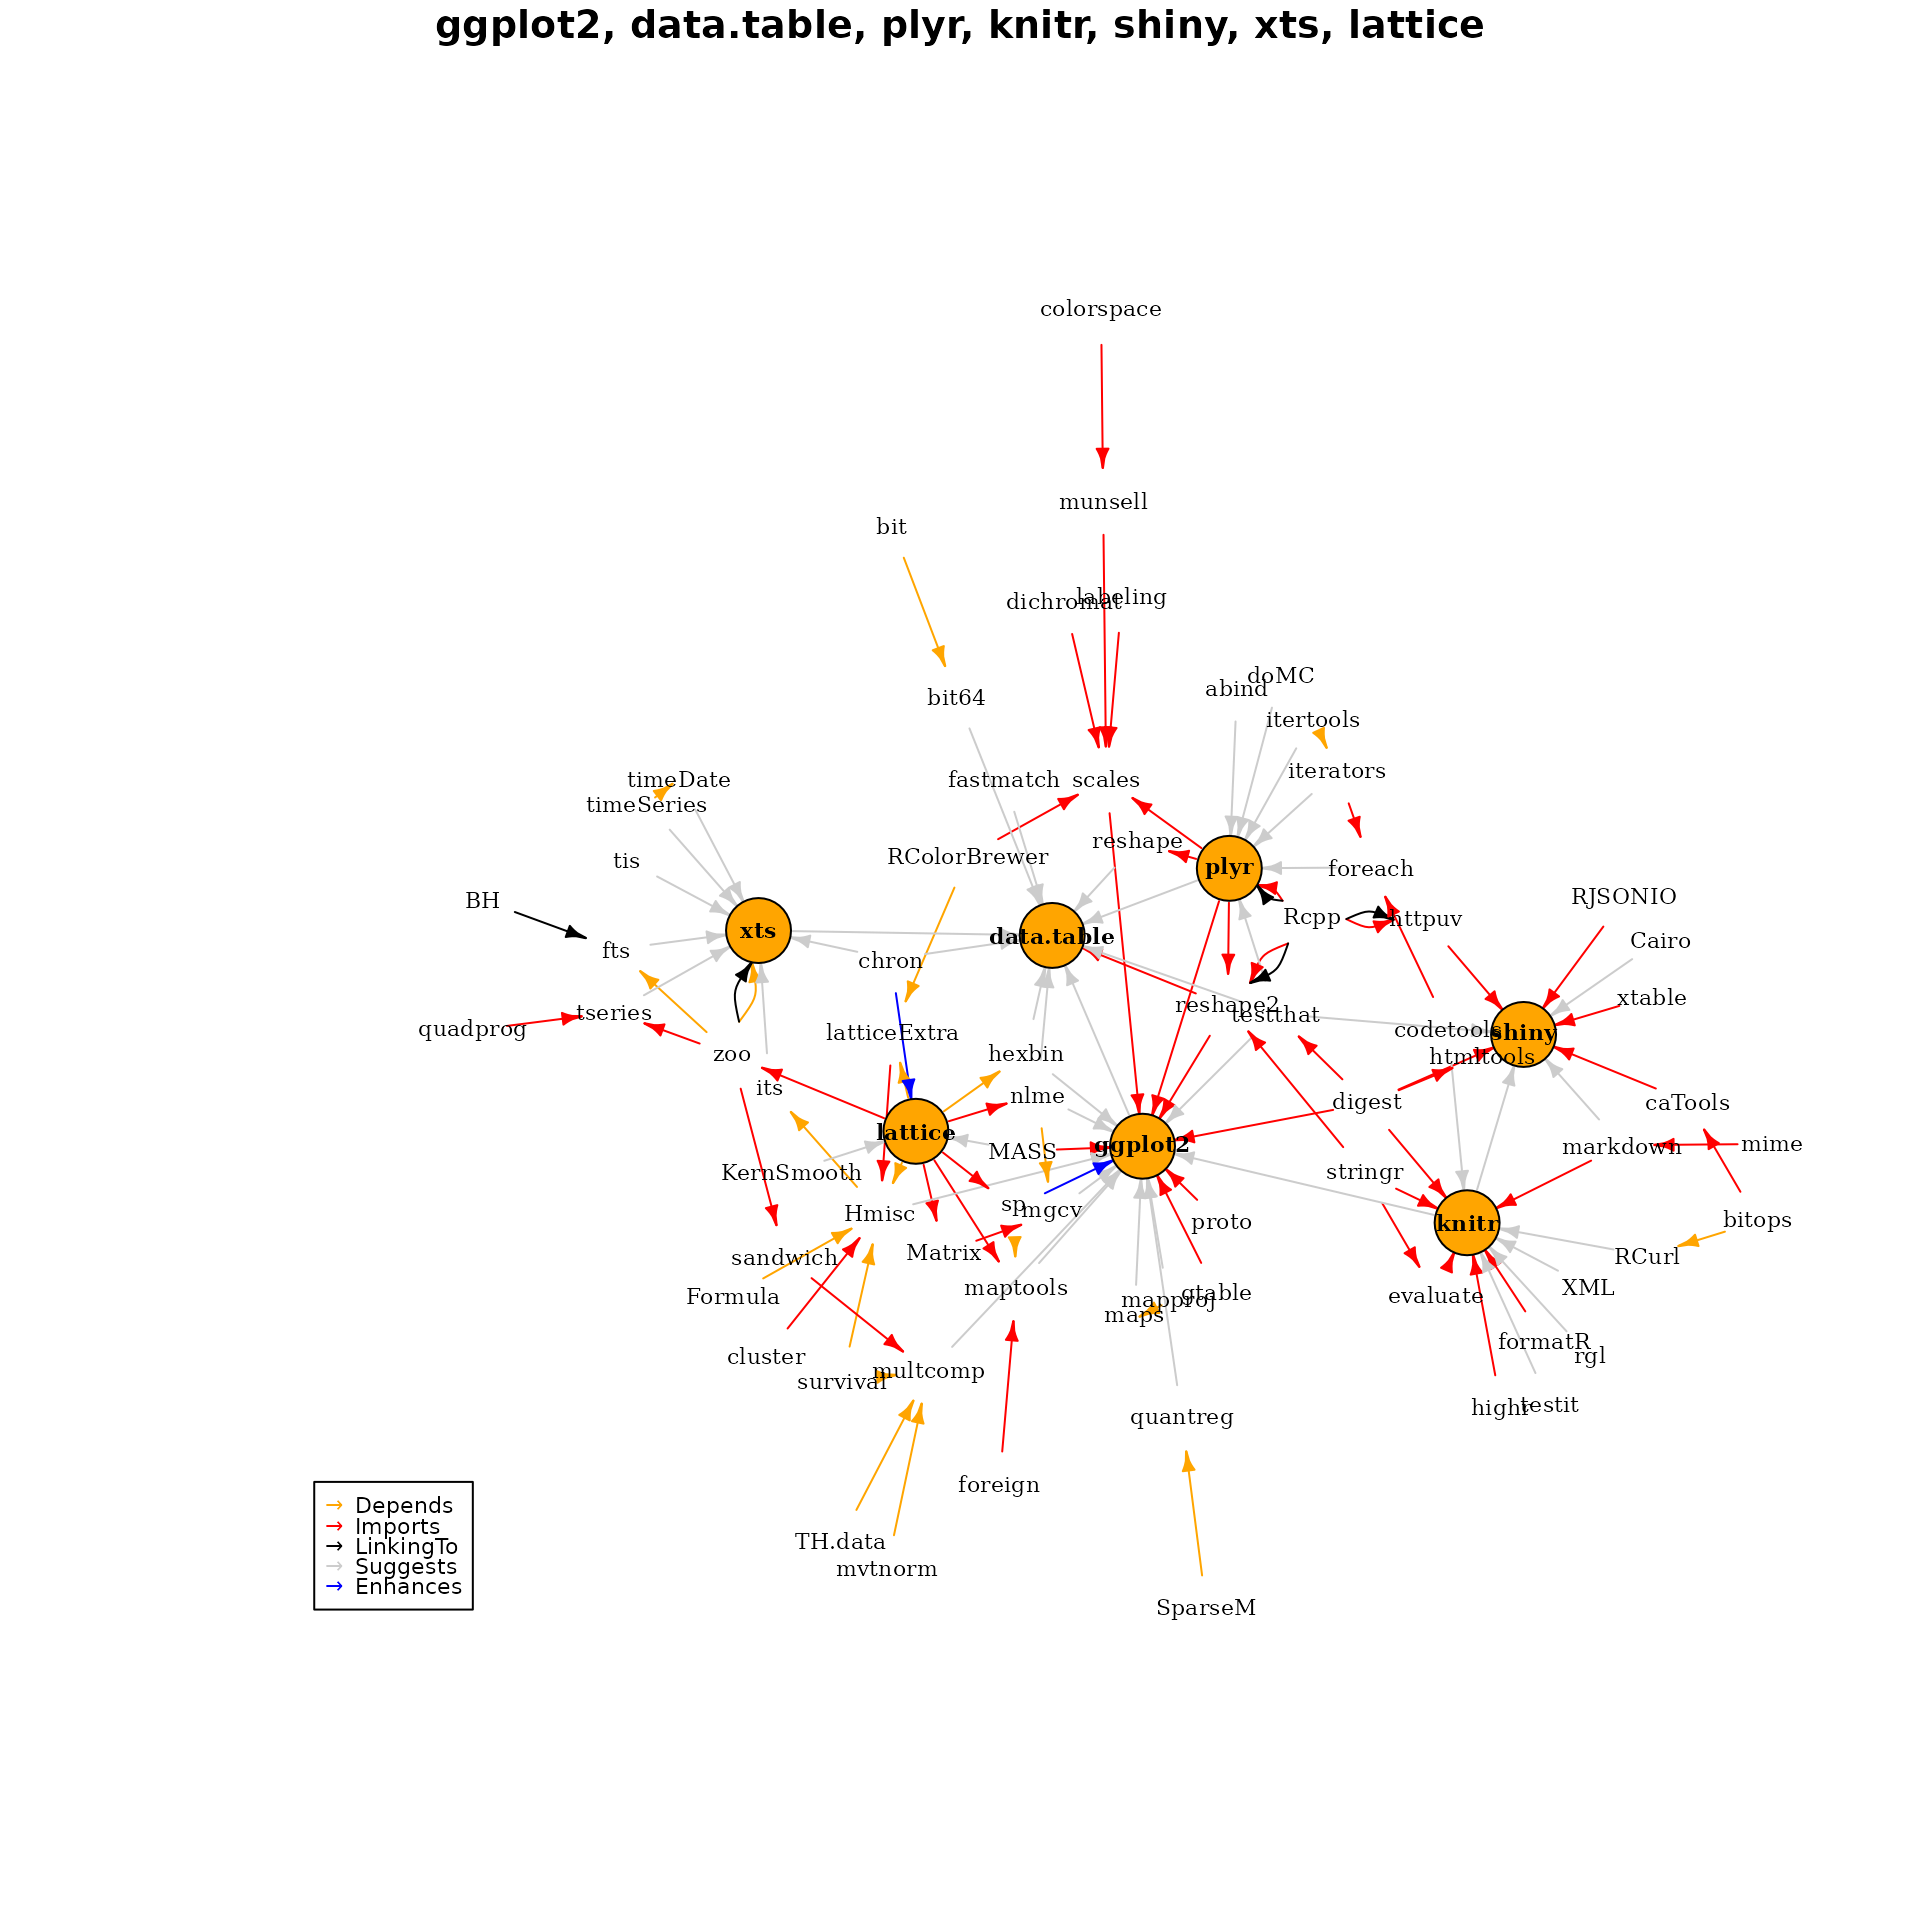 ggplot2, data.table, plyr, knitr, shiny, xts, lattice
colorspace
munsell
bit
dichromat
labeling
doMC
abind
bit64
itertools
iterators
timeDate
fastmatch
scales
timeSeries
reshape
RColorBrewer
tis
plyr
foreach
BH
RJSONIO
Rcpp
httpuv
xts
data.table
Cairo
fts
chron
xtable
reshape2
tseries
testthat
quadprog
latticeExtra
codetools
shiny
zoo
hexbin
htmltools
its
nlme
digest
caTools
lattice
ggplot2
MASS
markdown
mime
KernSmooth
stringr
sp
mgcv
Hmisc
proto
knitr
bitops
Matrix
sandwich
RCurl
maptools
XML
Formula
gtable
mapproj
evaluate
maps
formatR
cluster
rgl
multcomp
survival
highr
testit
quantreg
foreign
TH.data
mvtnorm
SparseM
→ Depends
→ Imports
→ LinkingTo
→ Suggests
→ Enhances